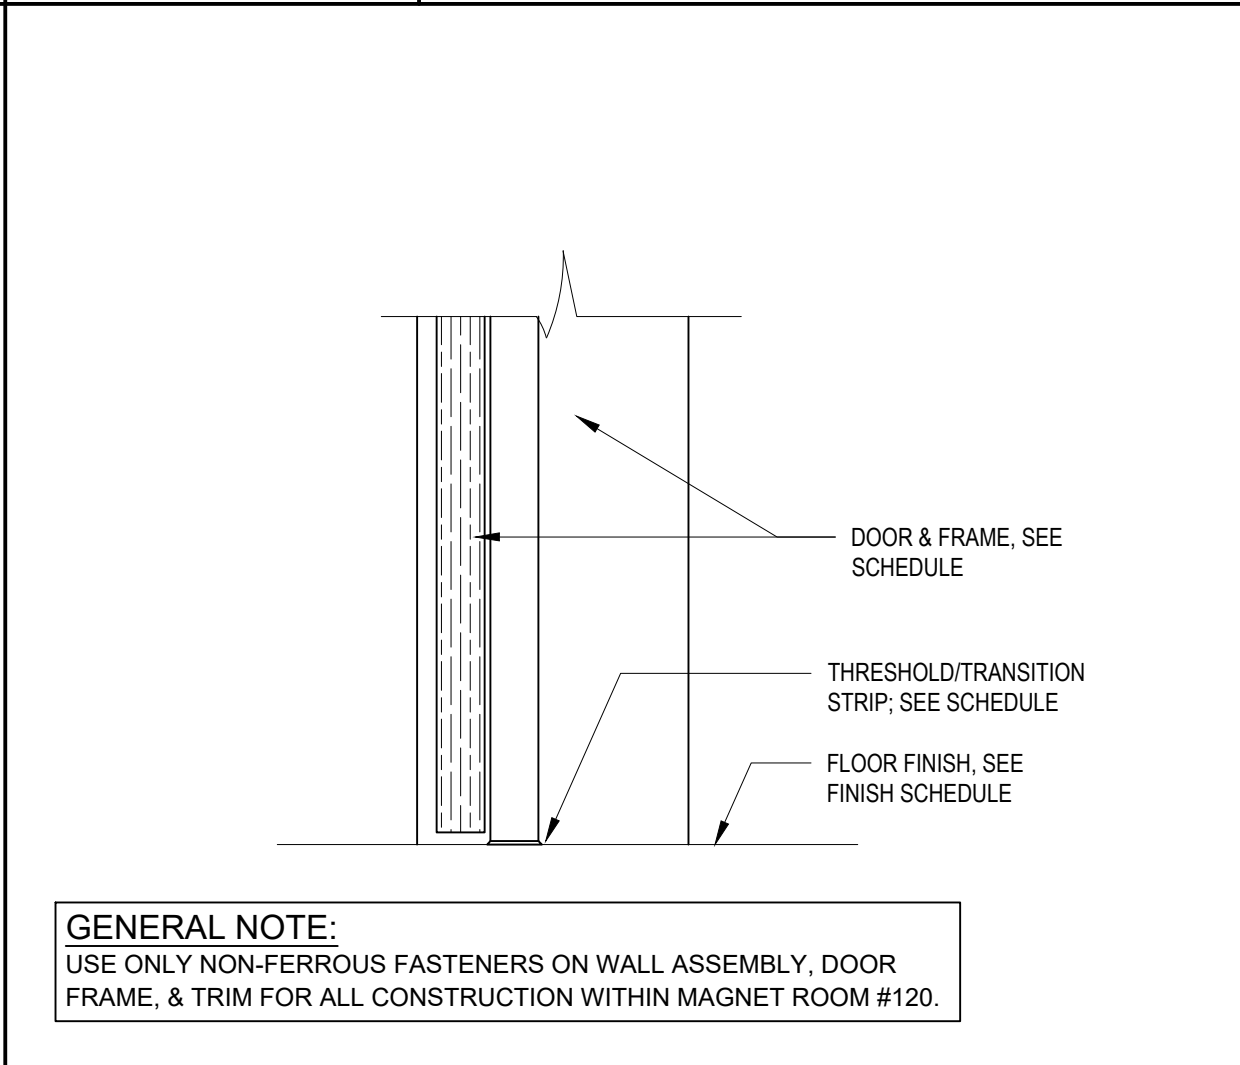 DOOR & FRAME, SEE
SCHEDULE
THRESHOLD/TRANSITION
STRIP; SEE SCHEDULE
FLOOR FINISH, SEE
FINISH SCHEDULE
GENERAL NOTE:
USE ONLY NON-FERROUS FASTENERS ON WALL ASSEMBLY, DOOR
FRAME, & TRIM FOR ALL CONSTRUCTION WITHIN MAGNET ROOM #120.